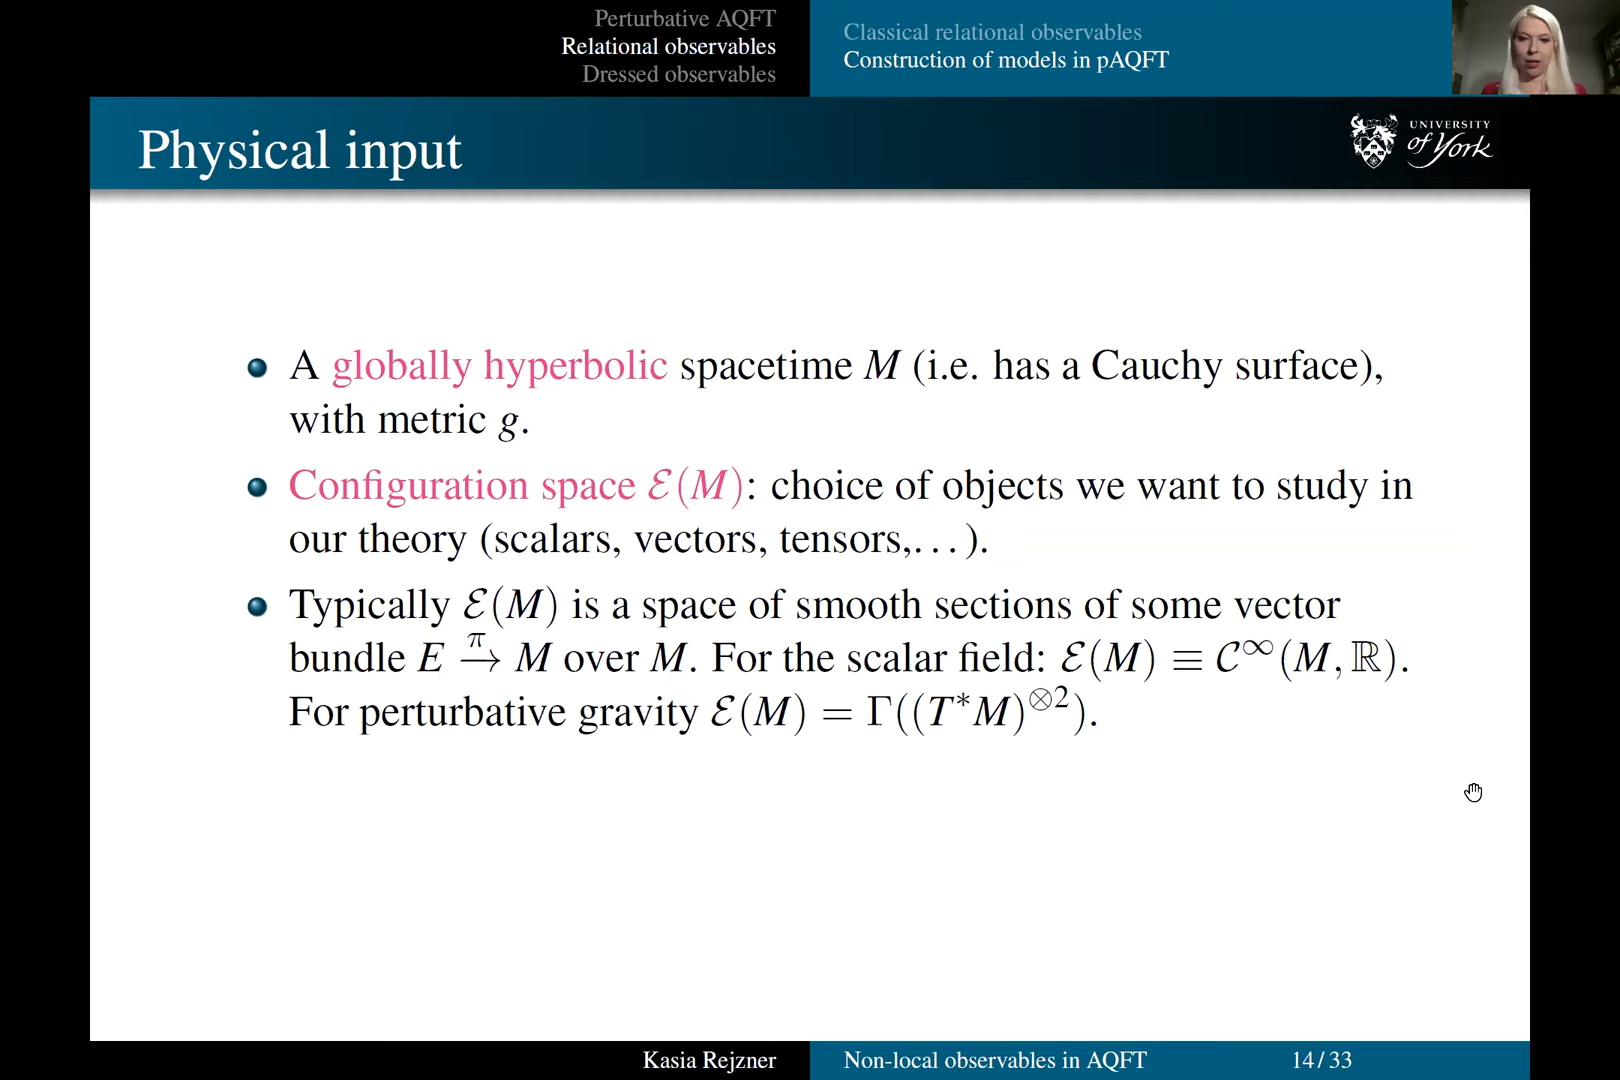 Perturbative AQFT
Relational observables
Dressed observables
Classical relational observables
Construction of models in pAQFT
Physical input
UNIVERSITY
of York
A globally hyperbolic spacetime M (i.e. has a Cauchy surface),
with metric g.
Configuration space ℰ(M): choice of objects we want to study in
our theory (scalars, vectors, tensors,...).
Typically ℰ(M) is a space of smooth sections of some vector
bundle E →^π M over M. For the scalar field: ℰ(M) ≡ 𝒞^∞(M, ℝ).
For perturbative gravity ℰ(M) = Γ((T*M)^⊗2).
Kasia Rejzner
Non-local observables in AQFT
14/33